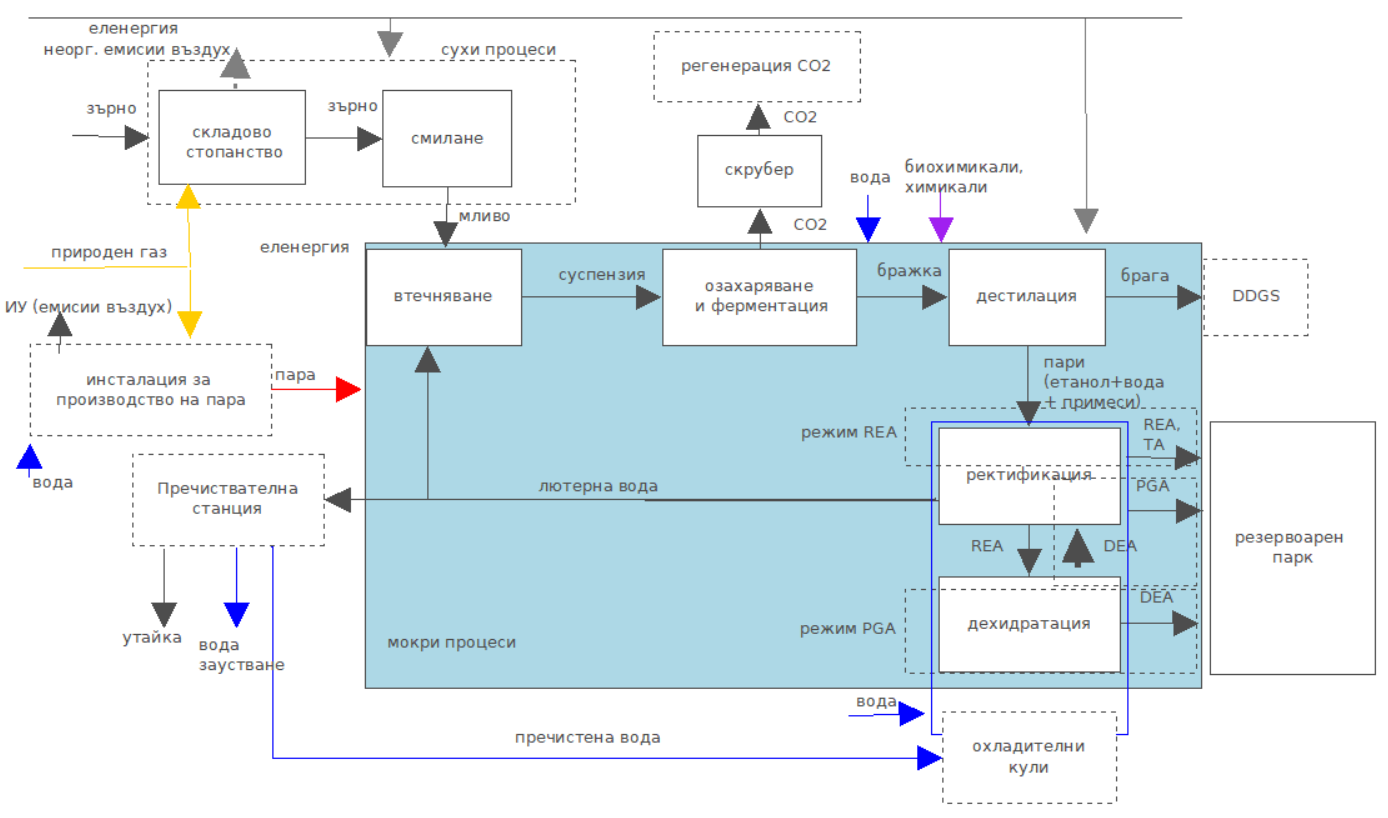 еленергия
неорг. емисии въздух
сухи процеси
регенерация CO2
зърно
зърно
складово
стопанство
смилане
CO2
скрубер
вода
биохимикали,
химикали
мливо
CO2
еленергия
природен газ
втечняване
суспензия
озахаряване
и ферментация
бражка
дестилация
брага
DDGS
ИУ (емисии въздух)
инсталация за
производство на пара
пара
пари
(етанол+вода
+ примеси)
режим REA
REA,
TA
ректификация
PGA
вода
Пречиствателна
станция
лютерна вода
REA
DEA
резервоарен
парк
DEA
режим PGA
дехидратация
утайка
вода
заустване
мокри процеси
вода
пречистена вода
охладителни
кули